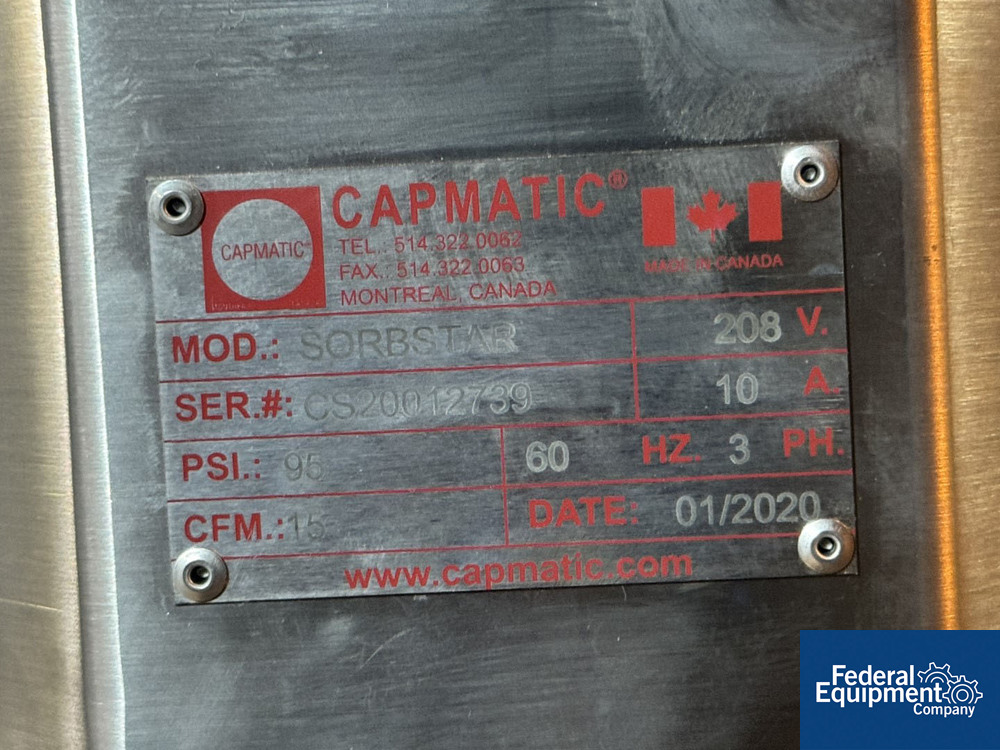 CAPMATIC
CAPMATIC®
TEL.: 514.322.0062
FAX.: 514.322.0063
MONTREAL, CANADA
MADE IN CANADA
MOD.: SORBSTAR
208 V.
SER.#: CS20012739
10 A.
PSI.: 95
60 HZ. 3 PH.
CFM.: 15
DATE: 01/2020
www.capmatic.com
Federal
Equipment
Company